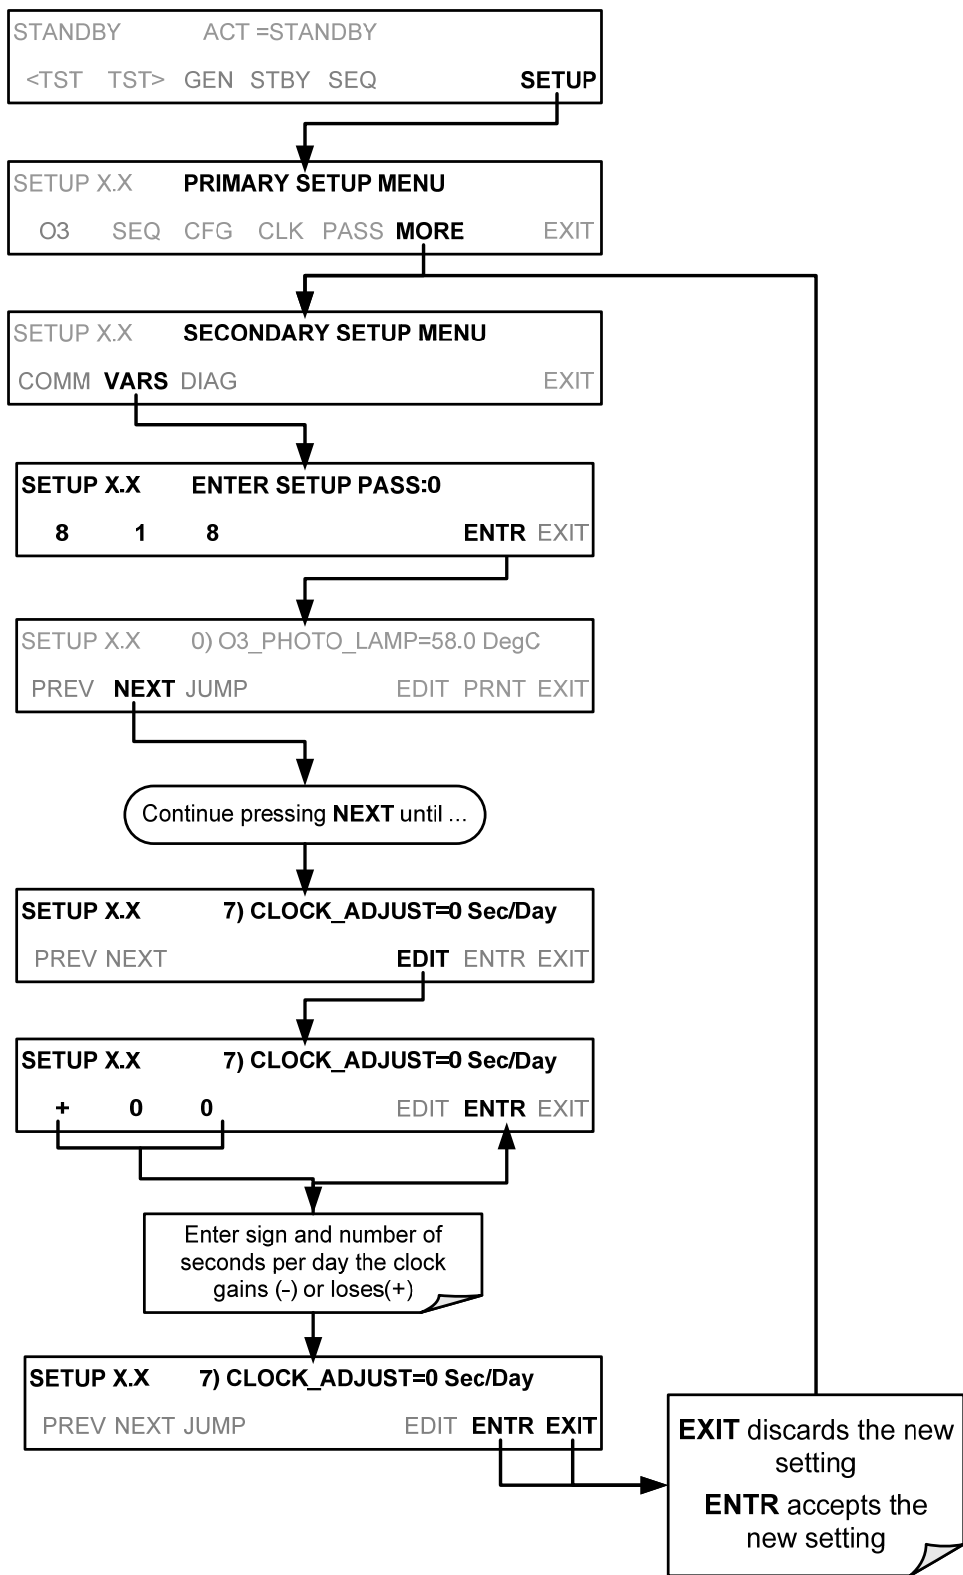 STANDBY ACT =STANDBY
<TST TST> GEN STBY SEQ SETUP
SETUP X.X PRIMARY SETUP MENU
O3 SEQ CFG CLK PASS MORE EXIT
SETUP X.X SECONDARY SETUP MENU
COMM VARS DIAG EXIT
SETUP X.X ENTER SETUP PASS:0
8 1 8 ENTR EXIT
SETUP X.X 0) O3_PHOTO_LAMP=58.0 DegC
PREV NEXT JUMP EDIT PRNT EXIT
Continue pressing NEXT until ...
SETUP X.X 7) CLOCK_ADJUST=0 Sec/Day
PREV NEXT EDIT ENTR EXIT
SETUP X.X 7) CLOCK_ADJUST=0 Sec/Day
+ 0 0 EDIT ENTR EXIT
Enter sign and number of
seconds per day the clock
gains (-) or loses(+)
SETUP X.X 7) CLOCK_ADJUST=0 Sec/Day
PREV NEXT JUMP EDIT ENTR EXIT
EXIT discards the new
setting
ENTR accepts the
new setting